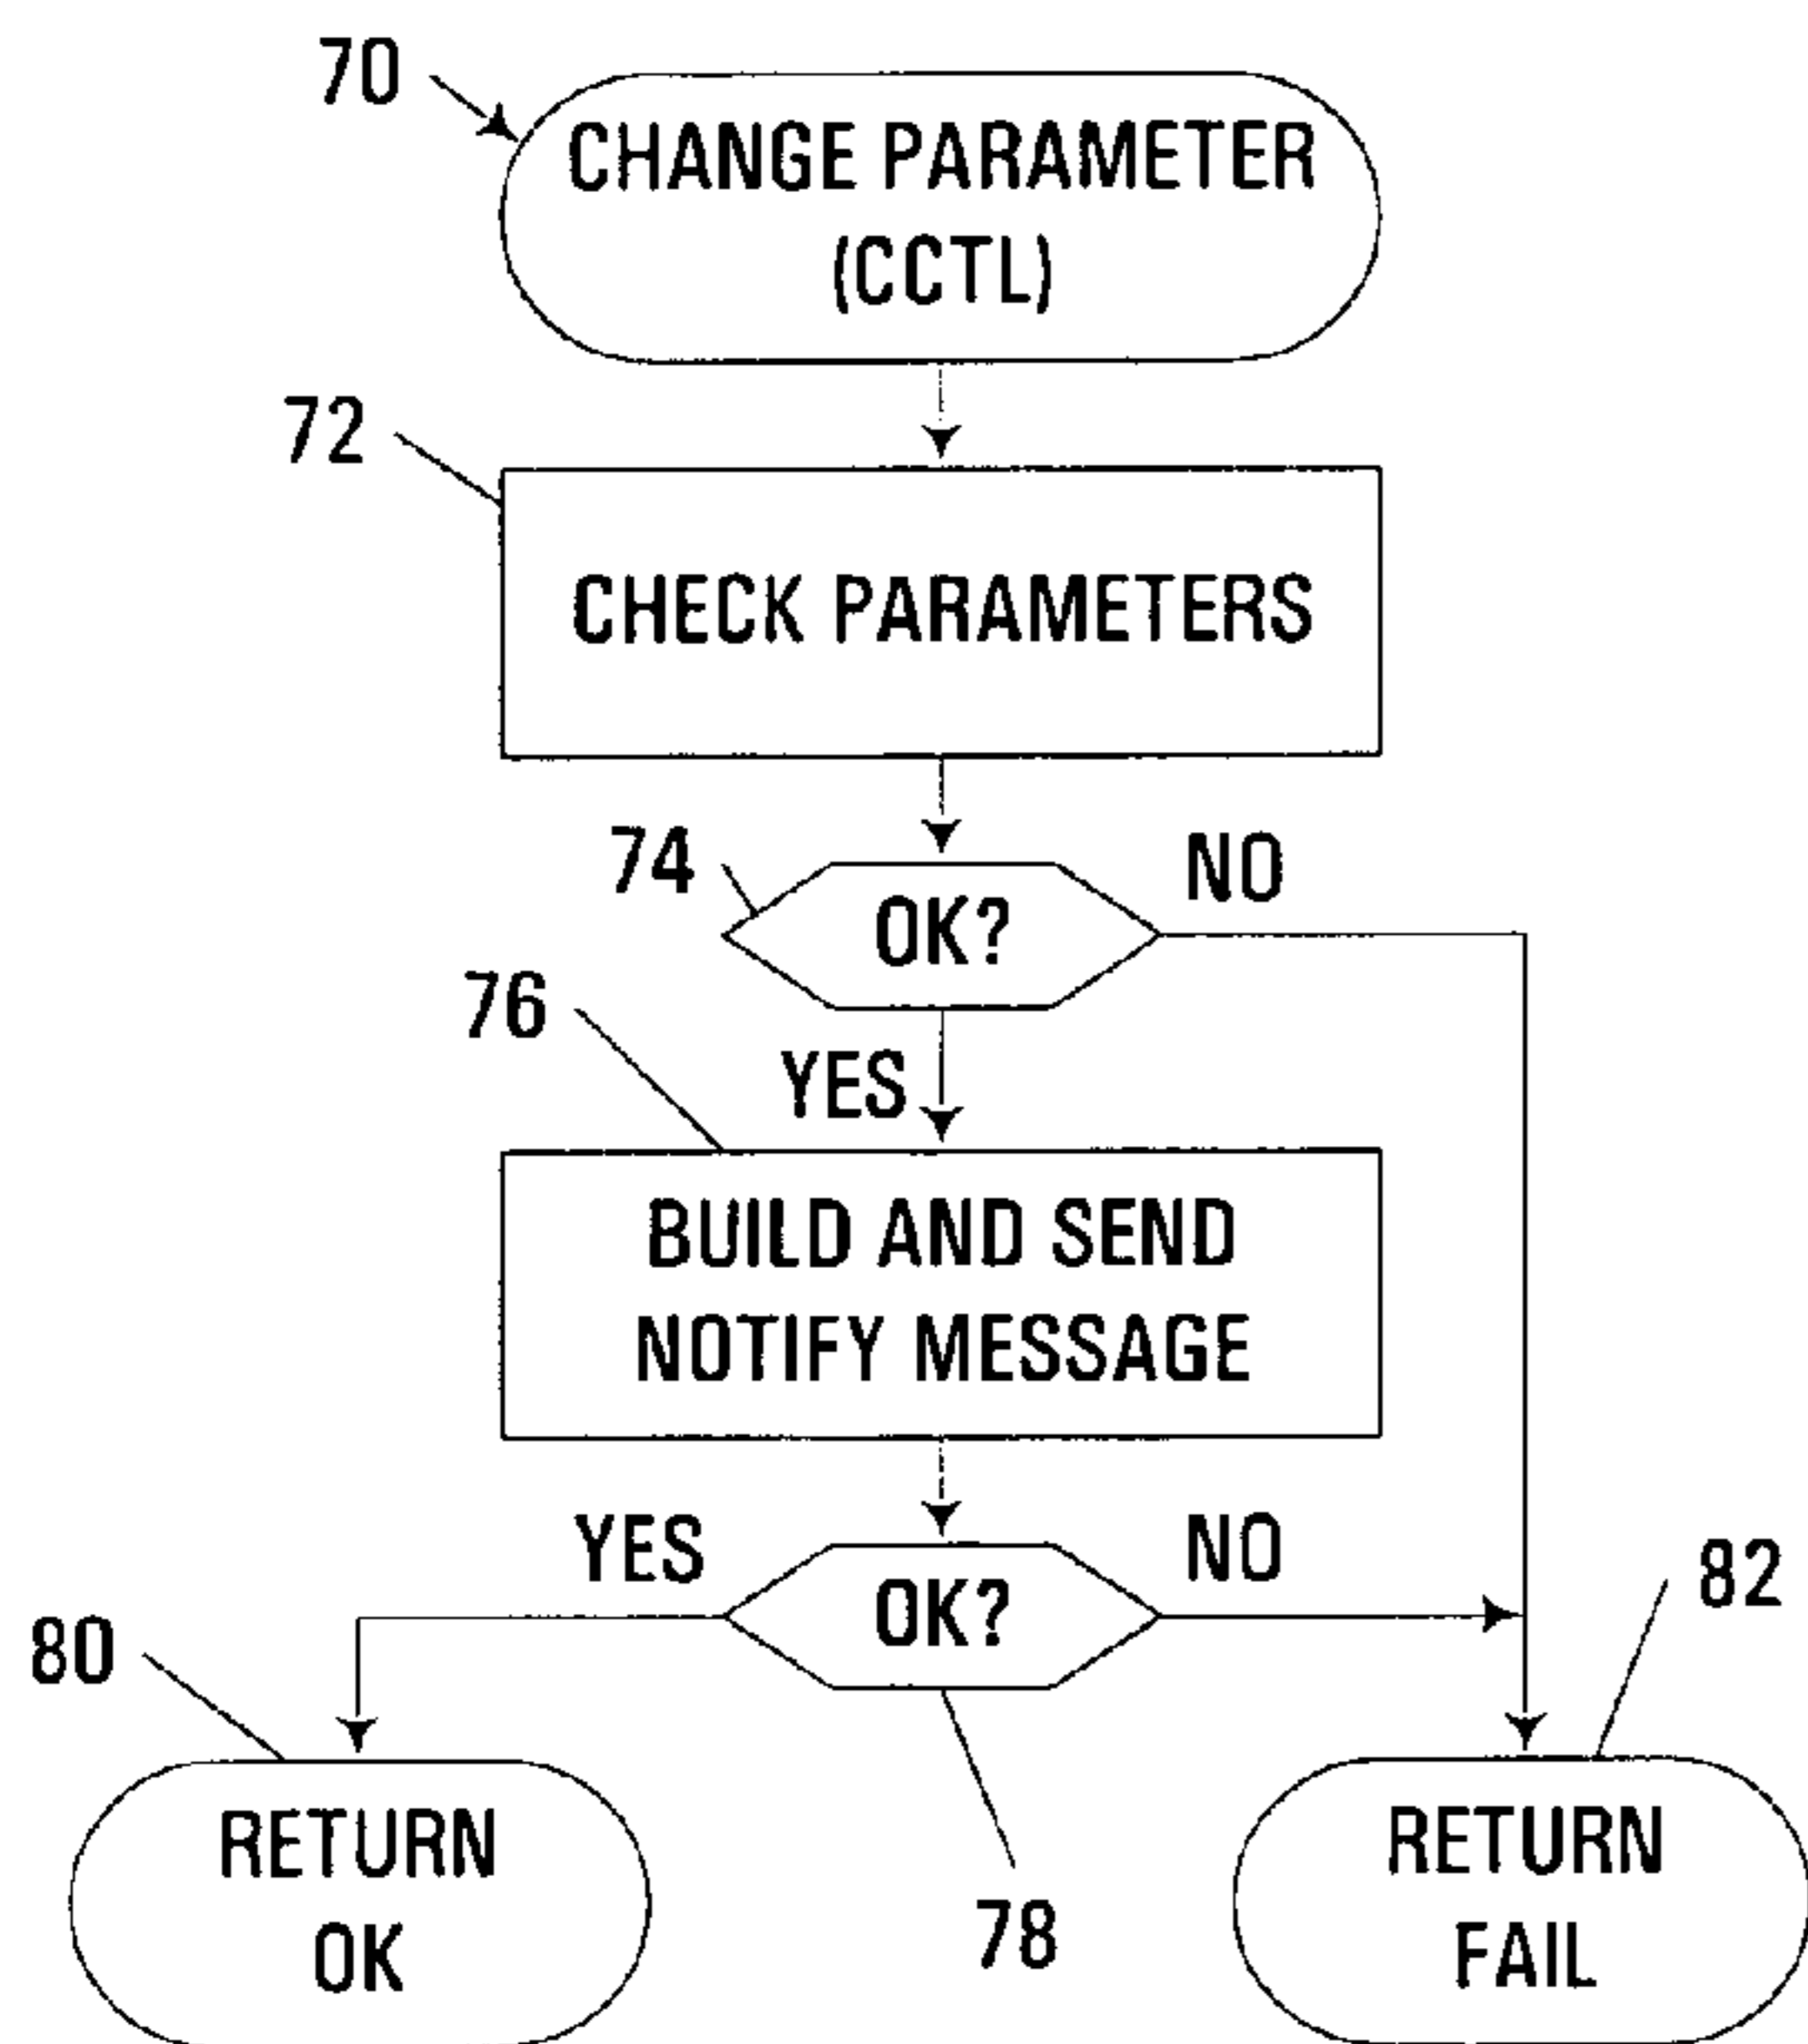 70
CHANGE PARAMETER
(CCTL)
72
CHECK PARAMETERS
74
OK?
NO
76
YES
BUILD AND SEND
NOTIFY MESSAGE
YES
OK?
NO
82
80
RETURN
OK
78
RETURN
FAIL